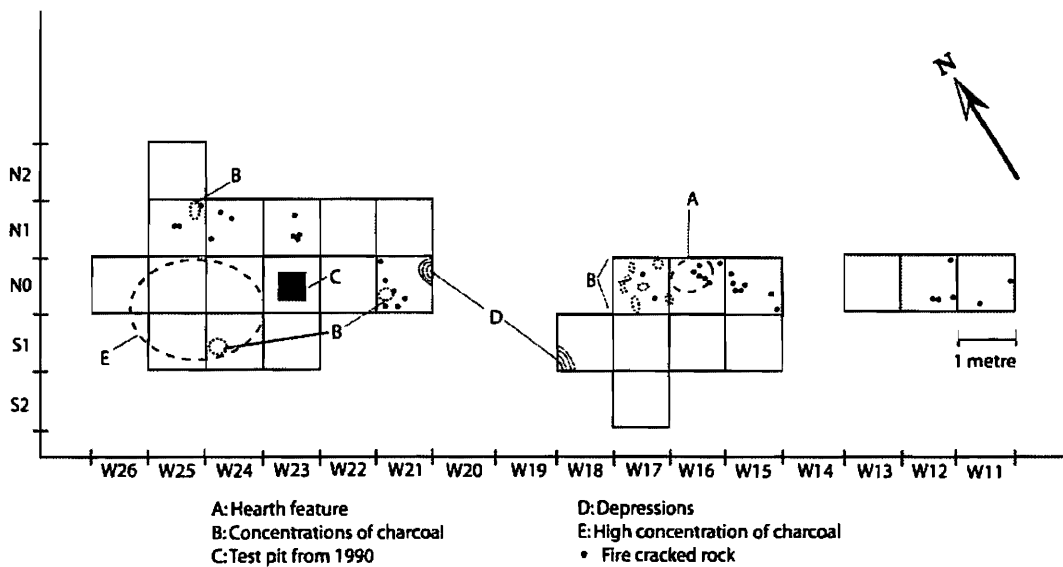 N
N2
B
A
N1
N0
C
B
D
B
S1
E
1 metre
S2
W26 W25 W24 W23 W22 W21 W20 W19 W18 W17 W16 W15 W14 W13 W12 W11
A: Hearth feature
B: Concentrations of charcoal
C: Test pit from 1990
D: Depressions
E: High concentration of charcoal
• Fire cracked rock